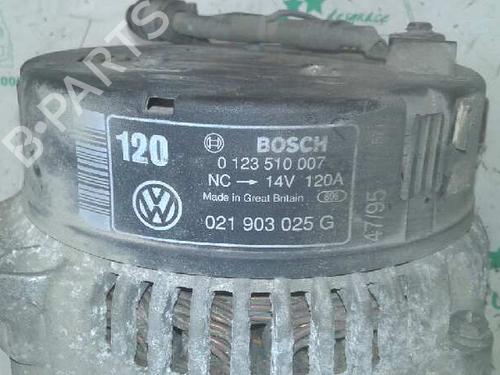 120
BOSCH
0 123 510 007
NC → 14V 120A
Made in Great Britain
021 903 025 G
47/95
B-PARTS